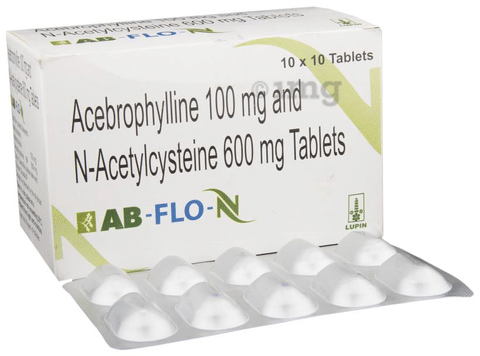 10 x 10 Tablets
Acebrophylline 100 mg and
N-Acetylcysteine 600 mg Tablets
AB-FLO-N
LUPIN